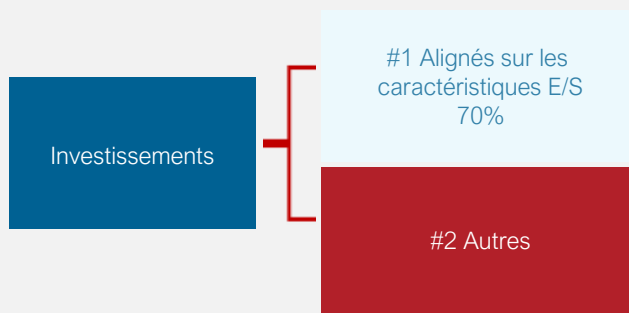 Investissements
#1 Alignés sur les
caractéristiques E/S
70%
#2 Autres